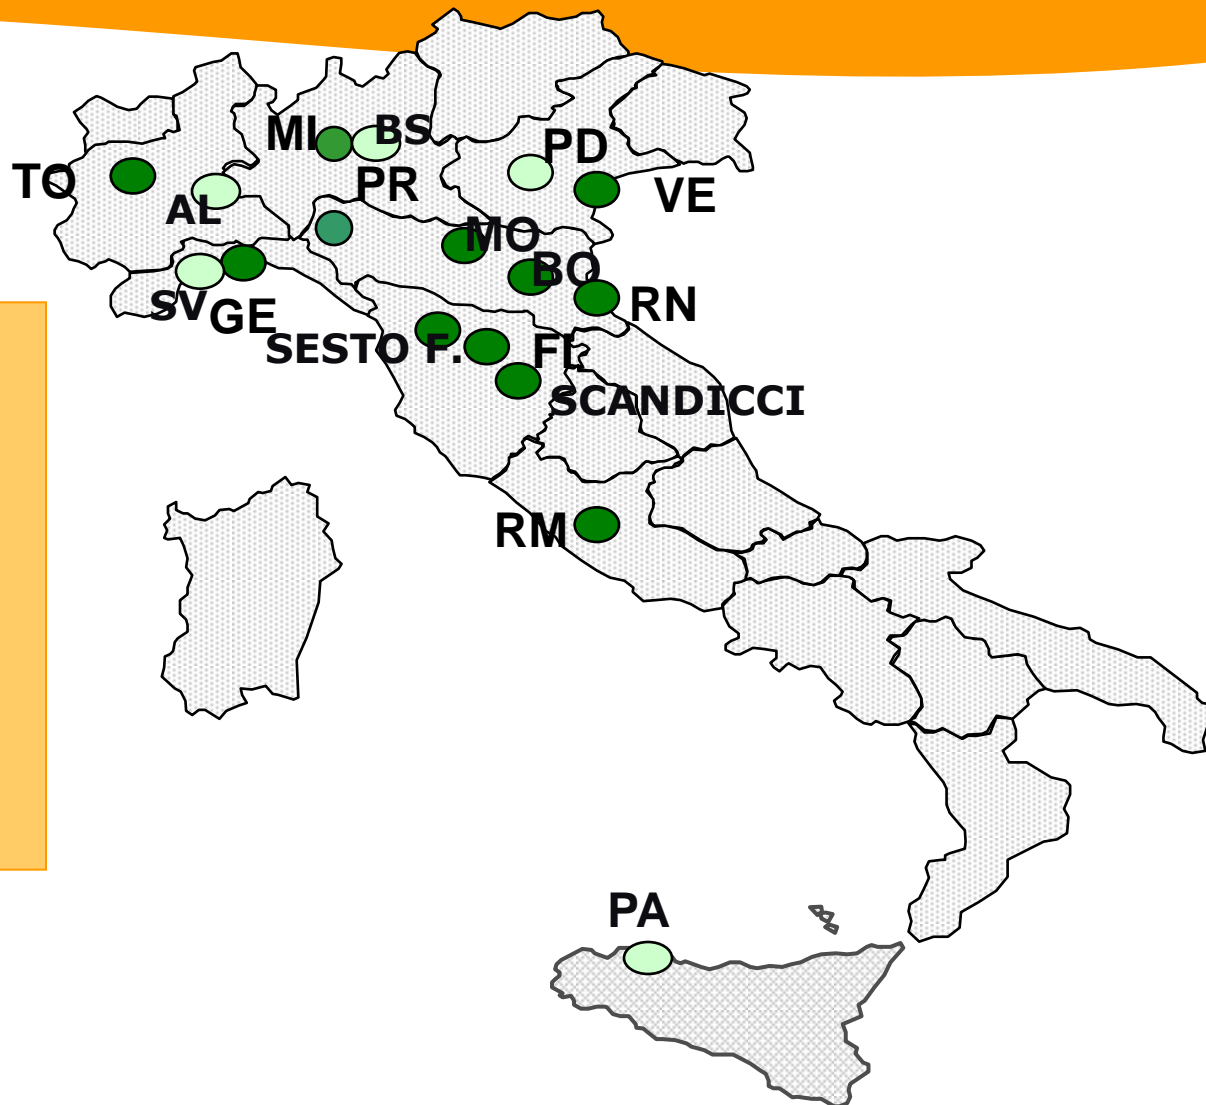 MI
BS
PD
TO
PR
VE
AL
MO
BO
SV
GE
RN
SESTO F.
FI
SCANDICCI
RM
PA